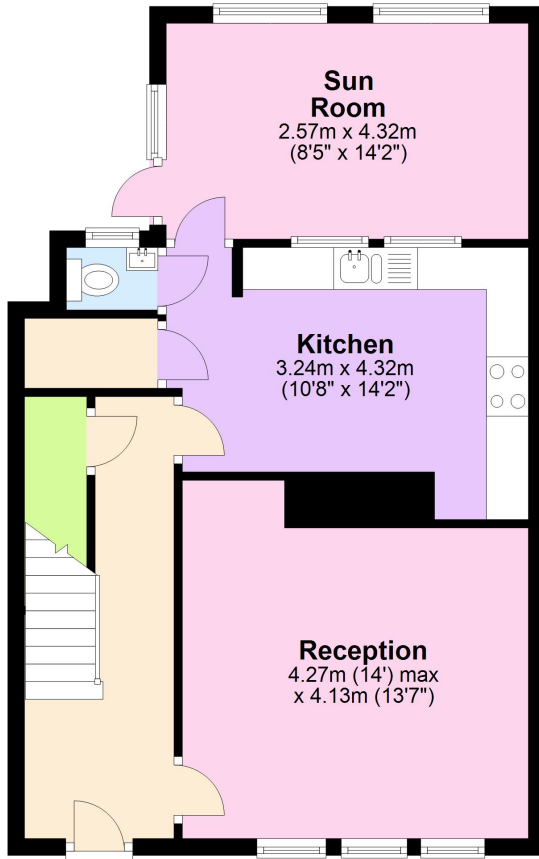 Sun
Room
2.57m x 4.32m
(8'5" x 14'2")
Kitchen
3.24m x 4.32m
(10'8" x 14'2")
Reception
4.27m (14') max
x 4.13m (13'7")